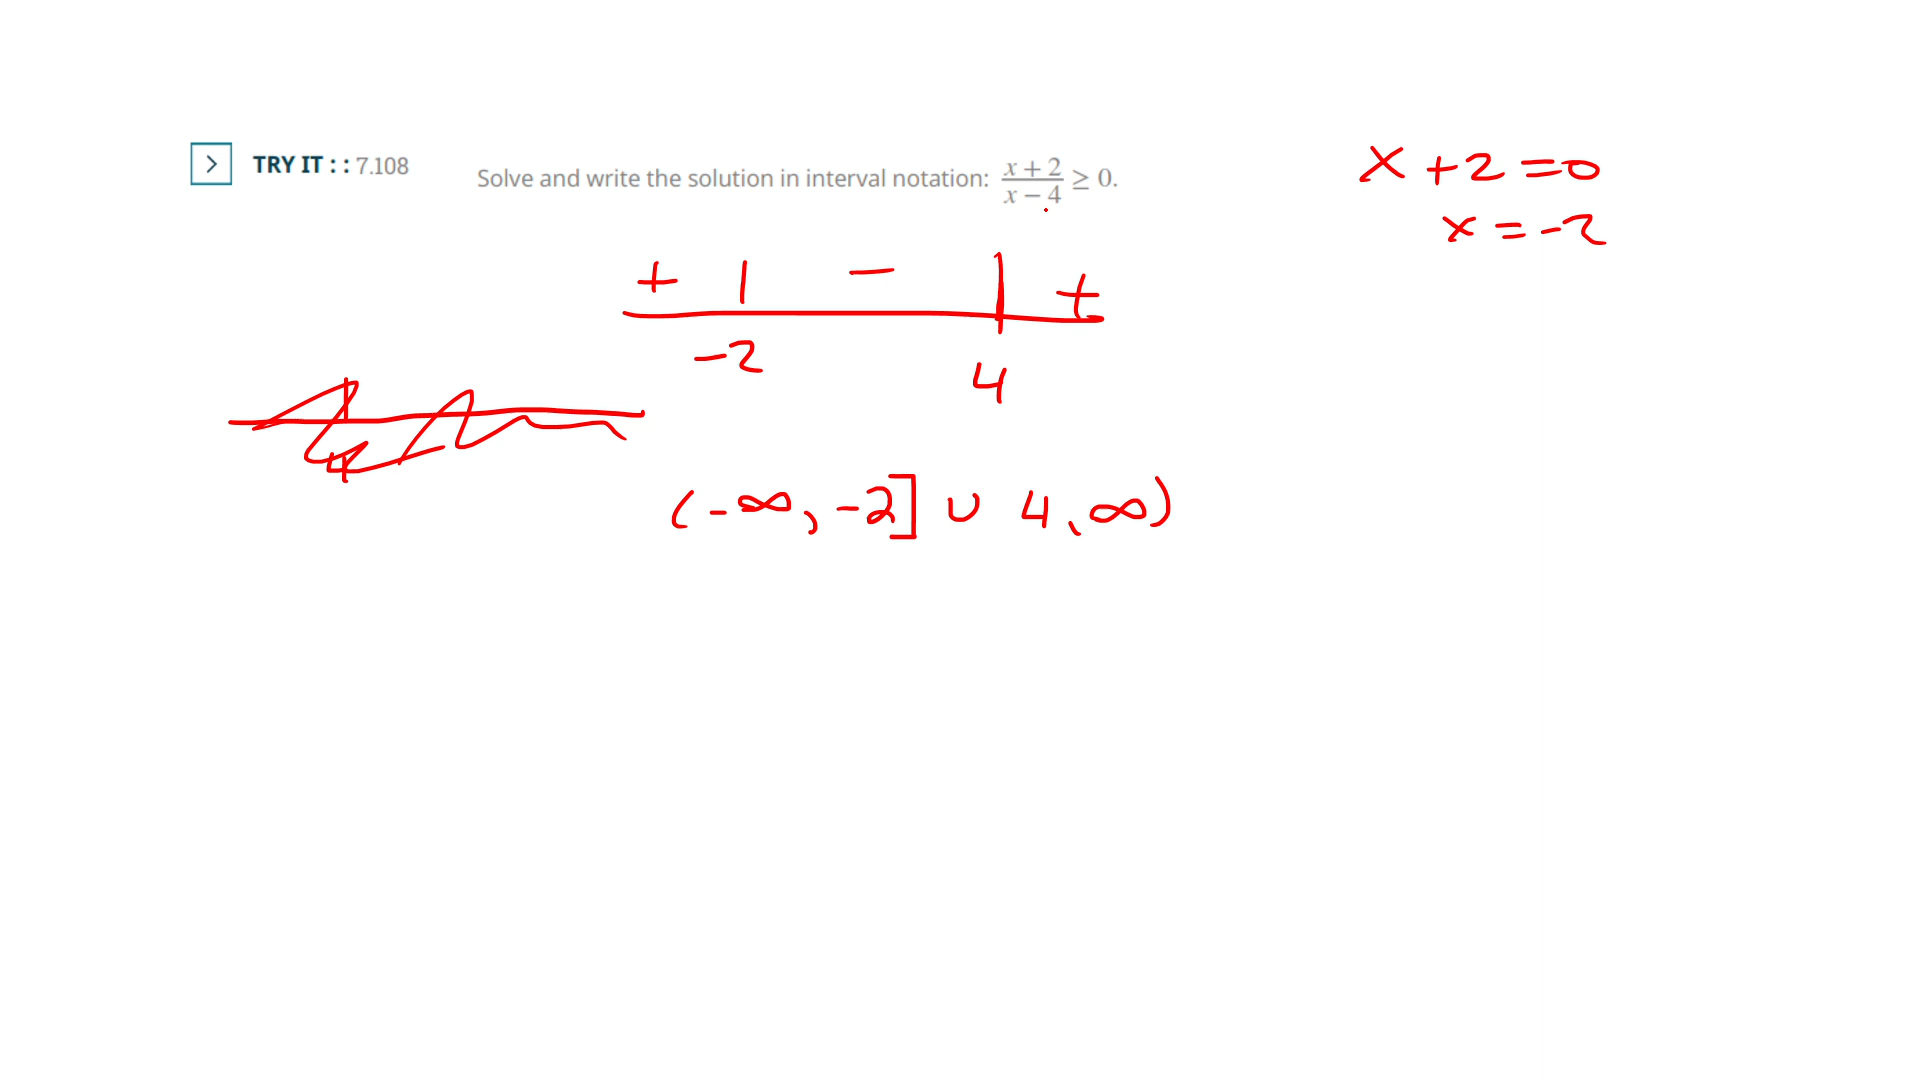 > TRY IT : : 7.108 Solve and write the solution in interval notation: (x + 2)/(x − 4) ≥ 0.
x + 2 = 0
x = -2
+ | - | +
-2 4
4
(-∞, -2] ∪ 4, ∞)